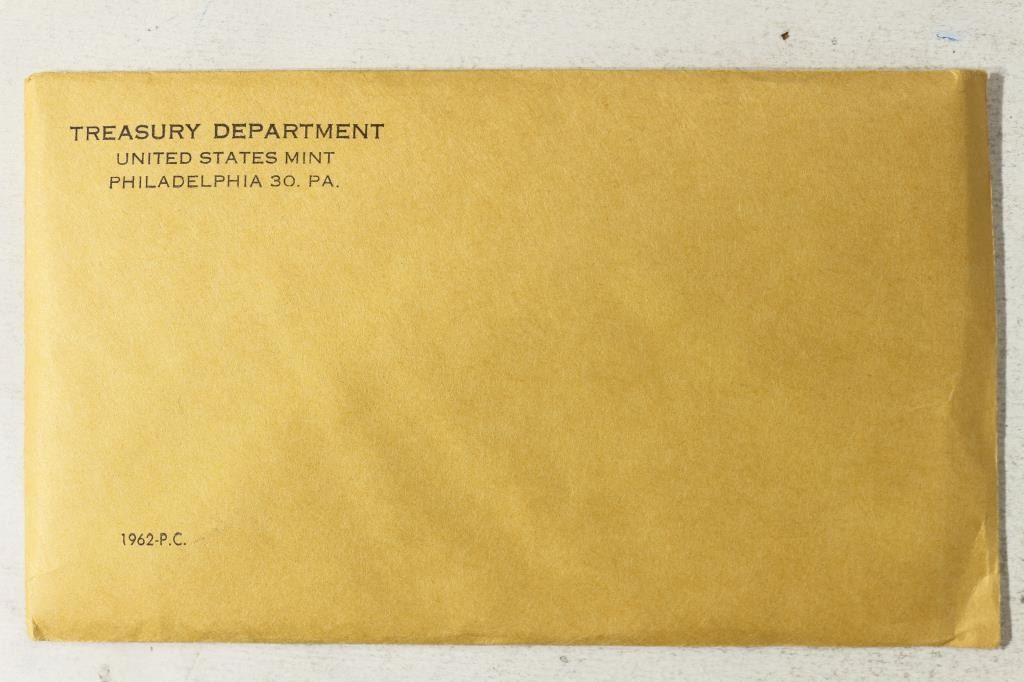 TREASURY DEPARTMENT
UNITED STATES MINT
PHILADELPHIA 30. PA.
1962-P.C.